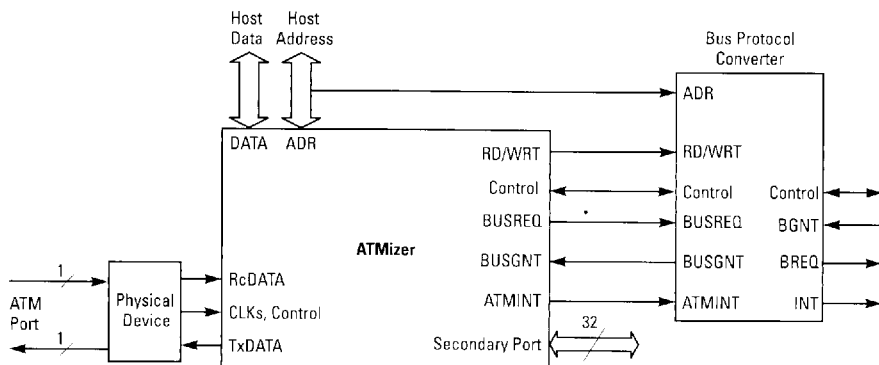 Host Data
Host Address
Bus Protocol Converter
DATA
ADR
ADR
RD/WRT
RD/WRT
Control
Control
Control
BUSREQ
BUSREQ
BGNT
ATMizer
BUSGNT
BUSGNT
BREQ
1
RcDATA
ATM Port
Physical Device
CLKs, Control
ATMINT
ATMINT
INT
1
TxDATA
Secondary Port
32